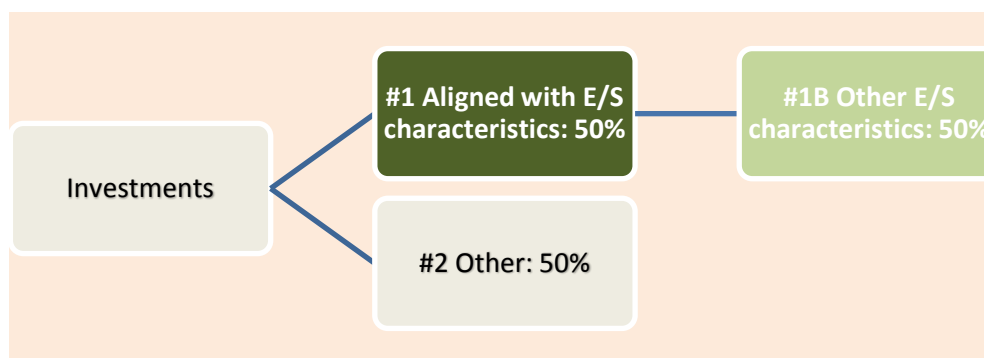 #1 Aligned with E/S
characteristics: 50%
#1B Other E/S
characteristics: 50%
Investments
#2 Other: 50%